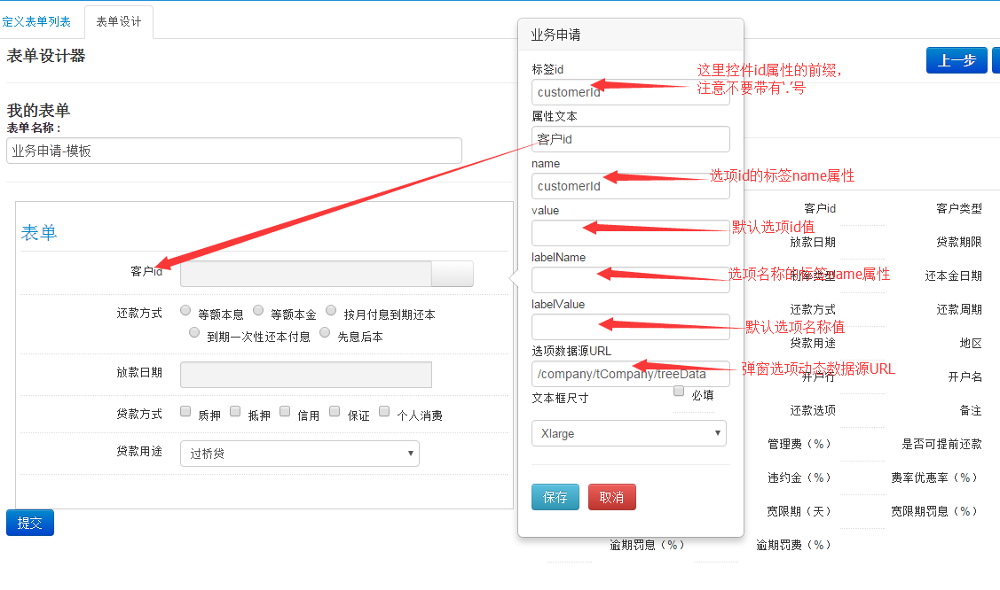 定义表单列表
表单设计
表单设计器
上一步
我的表单
表单名称：
业务申请-模板
表单
客户id
还款方式
等额本息 等额本金 按月付息到期还本
到期一次性还本付息 先息后本
放款日期
贷款方式
质押 抵押 信用 保证 个人消费
贷款用途
过桥贷
提交
业务申请
标签id
customerId
属性文本
客户id
name
customerId
value
labelName
labelValue
选项数据源URL
/company/tCompany/treeData
文本框尺寸
必填
Xlarge
保存
取消
这里控件id属性的前缀,
注意不要带有'.'号
选项id的标签name属性
默认选项id值
选项名称的标签name属性
默认选项名称值
弹窗选项动态数据源URL
客户id 客户类型
放款日期 贷款期限
还本金日期
还款方式 还款周期
贷款用途 地区
开户行 开户名
还款选项 备注
管理费（%） 是否可提前还款
违约金（%） 费率优惠率（%）
宽限期（天） 宽限期罚息（%）
逾期罚息（%） 逾期罚费（%）